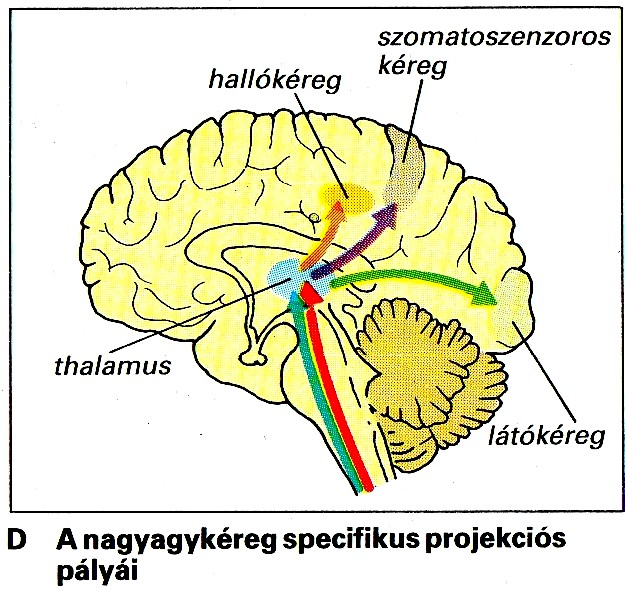 szomatoszenzoros
kéreg
hallókéreg
thalamus
látókéreg
D A nagyagykéreg specifikus projekciós
pályái